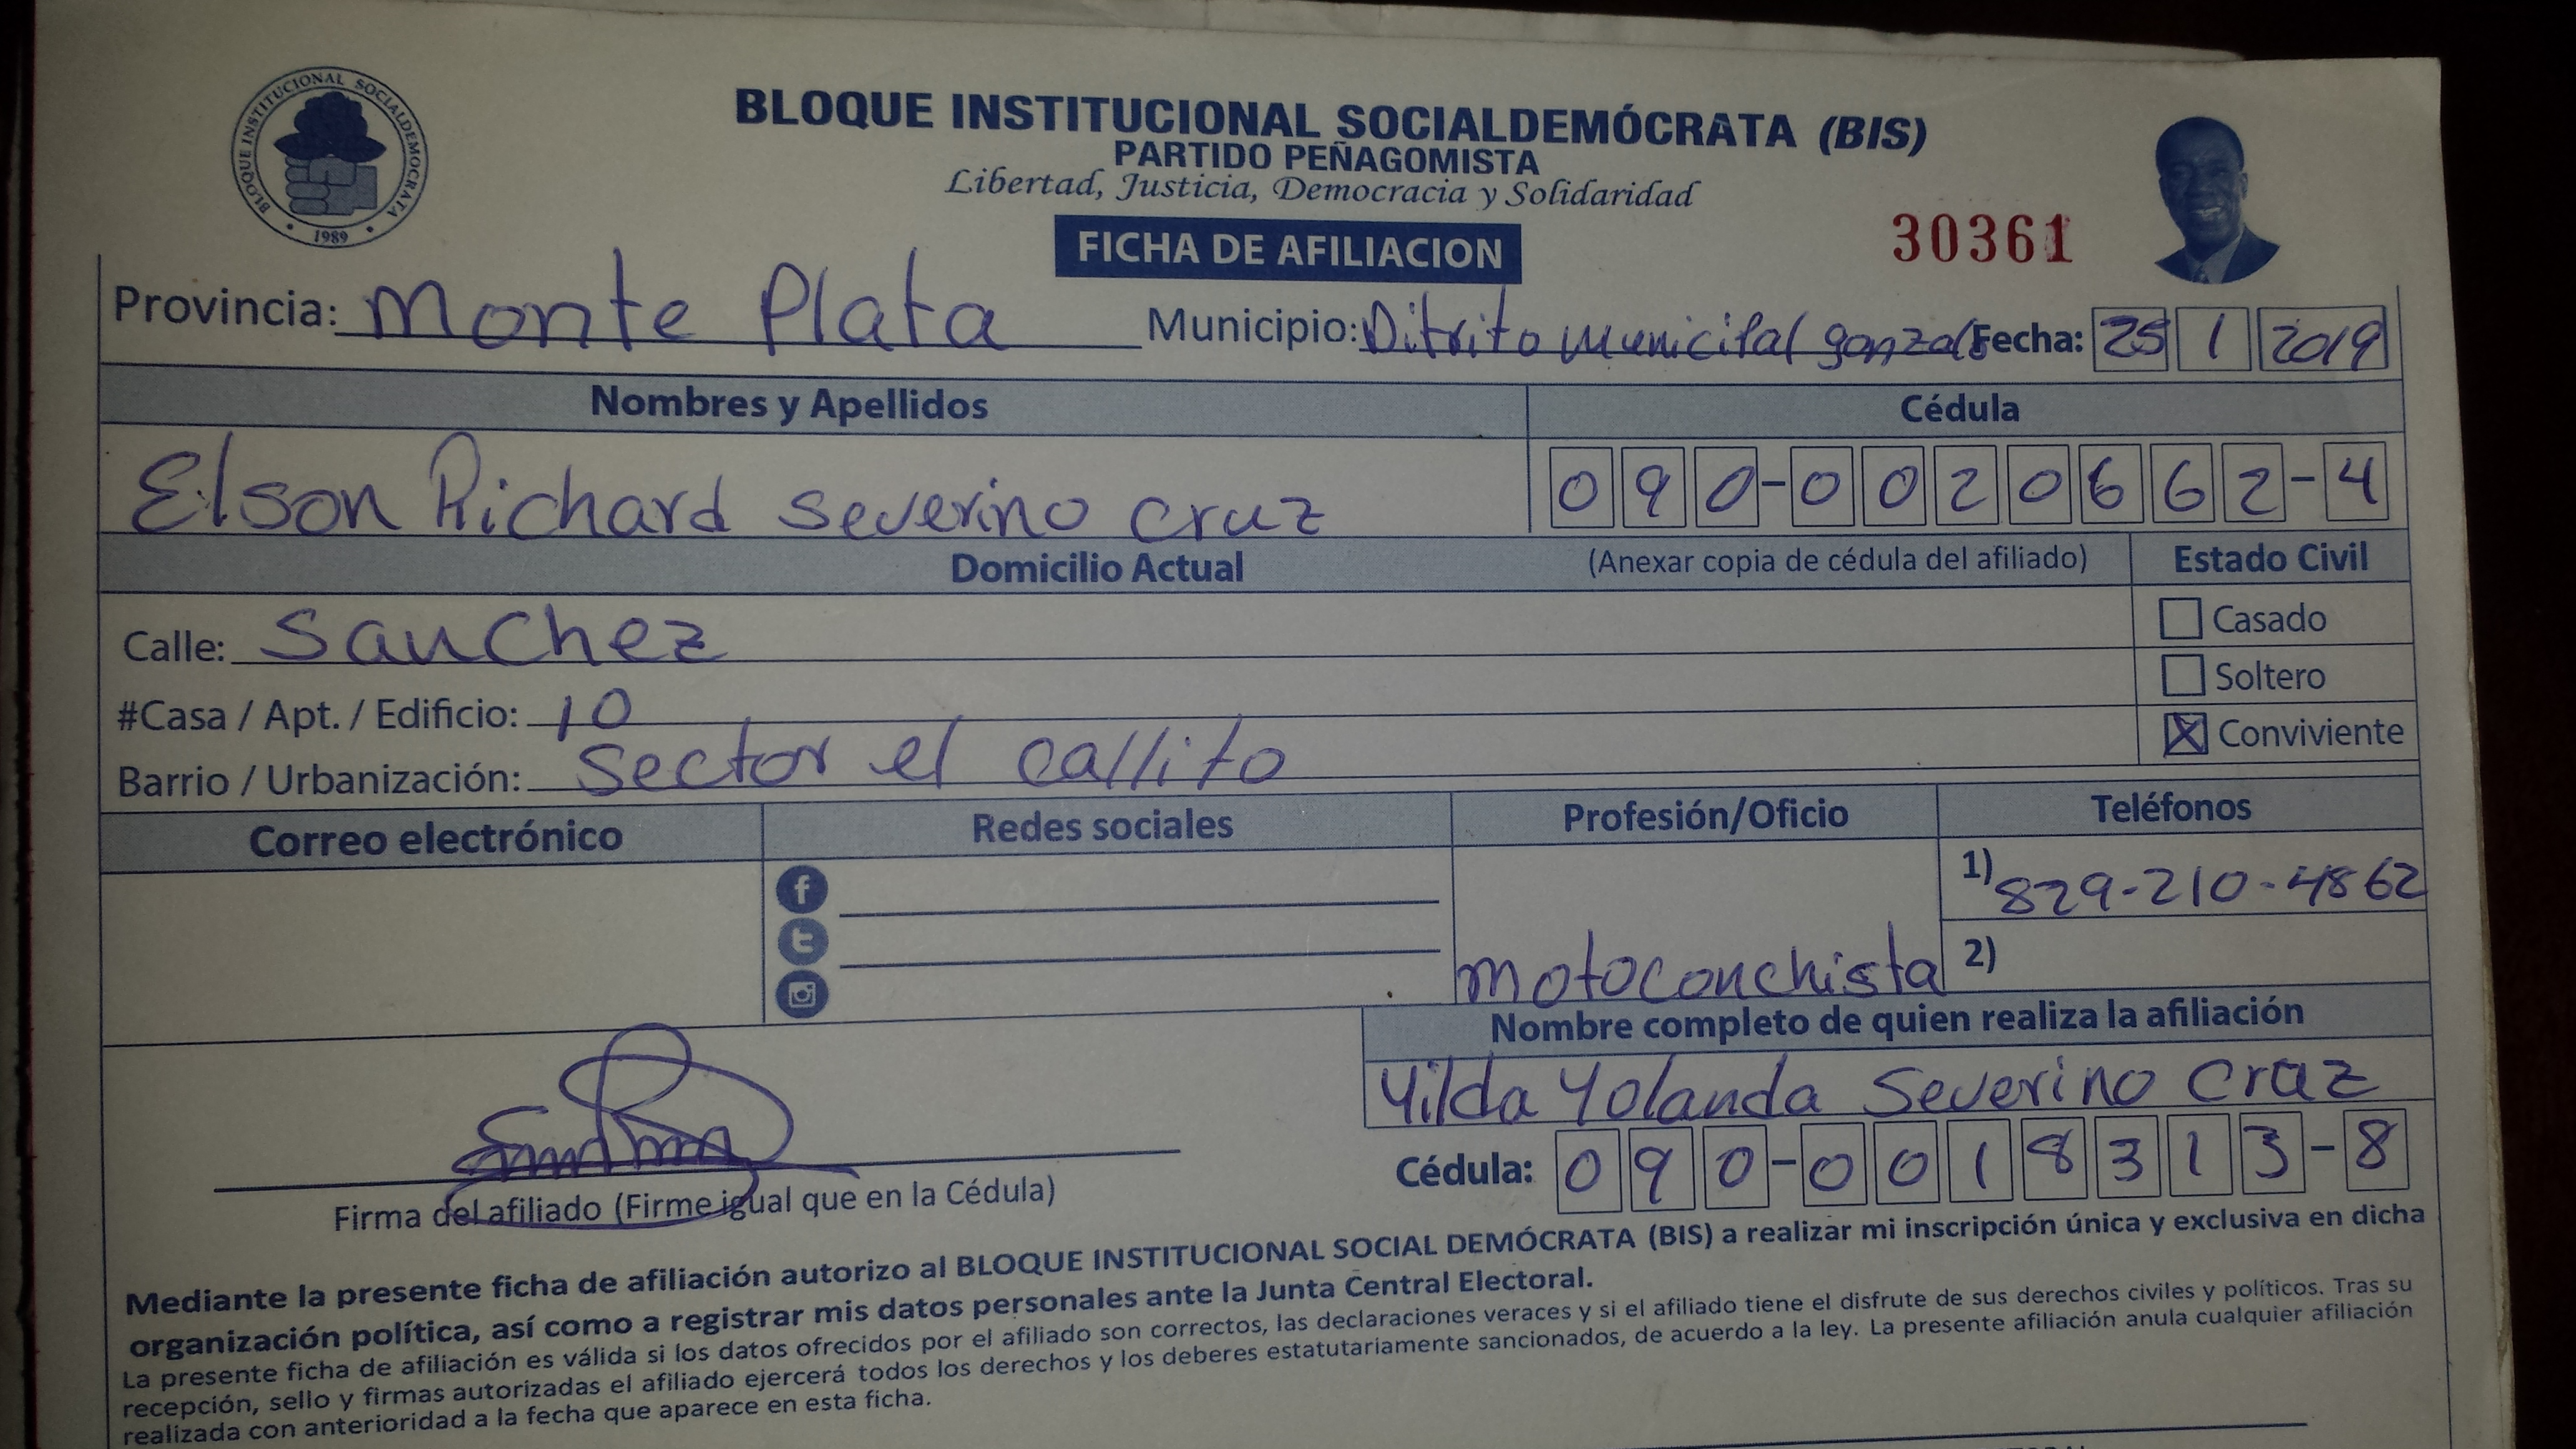 BLOQUE INSTITUCIONAL SOCIALDEMOCRATA
1989
BLOQUE INSTITUCIONAL SOCIALDEMÓCRATA (BIS)
PARTIDO PEÑAGOMISTA
Libertad, Justicia, Democracia y Solidaridad
FICHA DE AFILIACION
30361
Provincia: Monte Plata Municipio: Ditrito Municipal Fecha: 25 1 2019
Nombres y Apellidos Cédula
Elson Richard Severino Cruz 090-0020662-4
Domicilio Actual (Anexar copia de cédula del afiliado) Estado Civil
Calle: Sanchez Casado
#Casa / Apt. / Edificio: 10 Soltero
Barrio / Urbanización: Sector el callito Conviviente
Correo electrónico Redes sociales Profesión/Oficio Teléfonos
1) 829-210-4862
motoconchista 2)
Nombre completo de quien realiza la afiliación
Yilda Yolanda Severino Cruz
Cédula: 090-0018313-8
Firma del afiliado (Firme igual que en la Cédula)
Mediante la presente ficha de afiliación autorizo al BLOQUE INSTITUCIONAL SOCIAL DEMÓCRATA (BIS) a realizar mi inscripción única y exclusiva en dicha
organización política, así como a registrar mis datos personales ante la Junta Central Electoral.
La presente ficha de afiliación es válida si los datos ofrecidos por el afiliado son correctos, las declaraciones veraces y si el afiliado tiene el disfrute de sus derechos civiles y políticos. Tras su
recepción, sello y firmas autorizadas el afiliado ejercerá todos los derechos y los deberes estatutariamente sancionados, de acuerdo a la ley. La presente afiliación anula cualquier afiliación
realizada con anterioridad a la fecha que aparece en esta ficha.